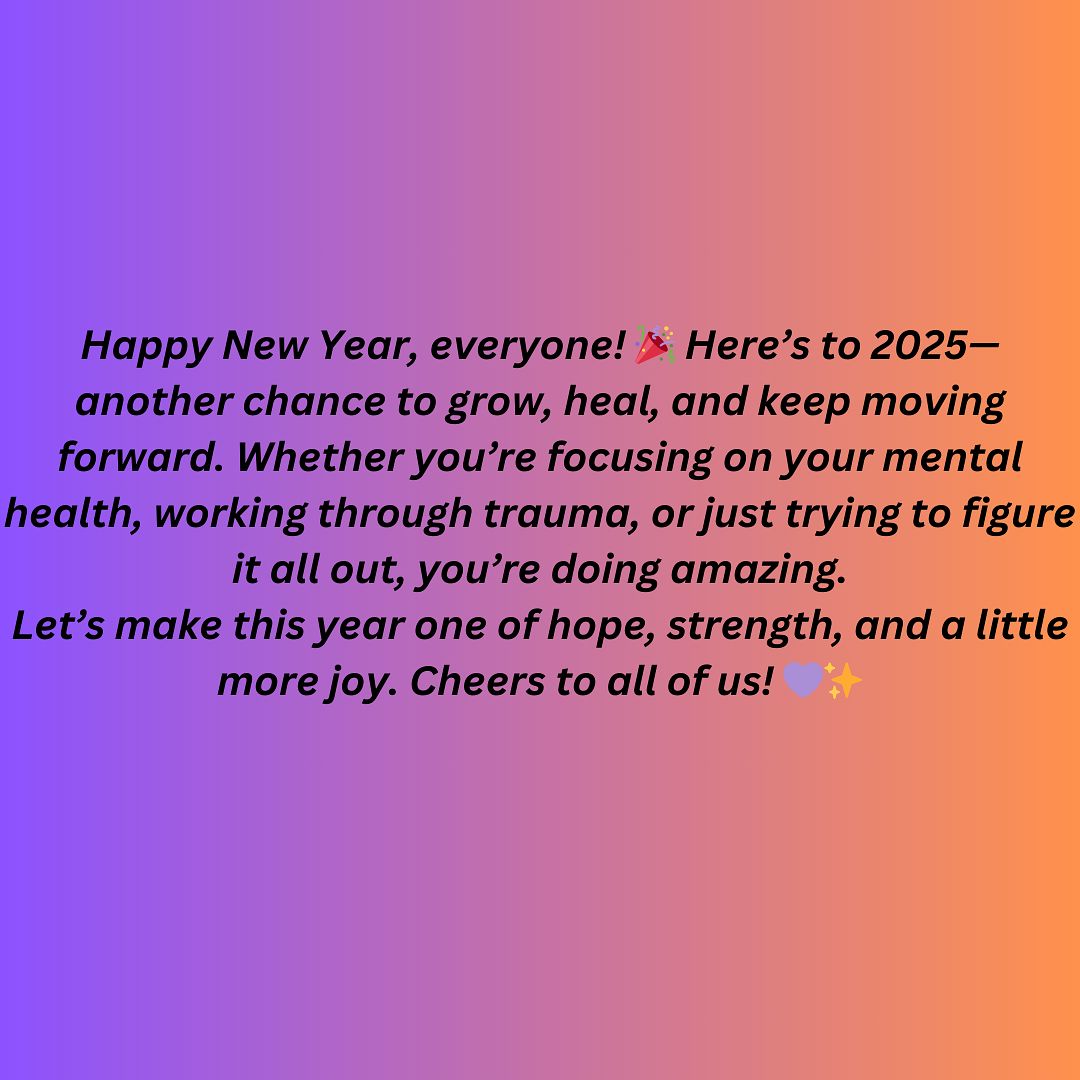 Happy New Year, everyone! 🎉 Here’s to 2025—
another chance to grow, heal, and keep moving
forward. Whether you’re focusing on your mental
health, working through trauma, or just trying to figure
it all out, you’re doing amazing.
Let’s make this year one of hope, strength, and a little
more joy. Cheers to all of us! 💜✨